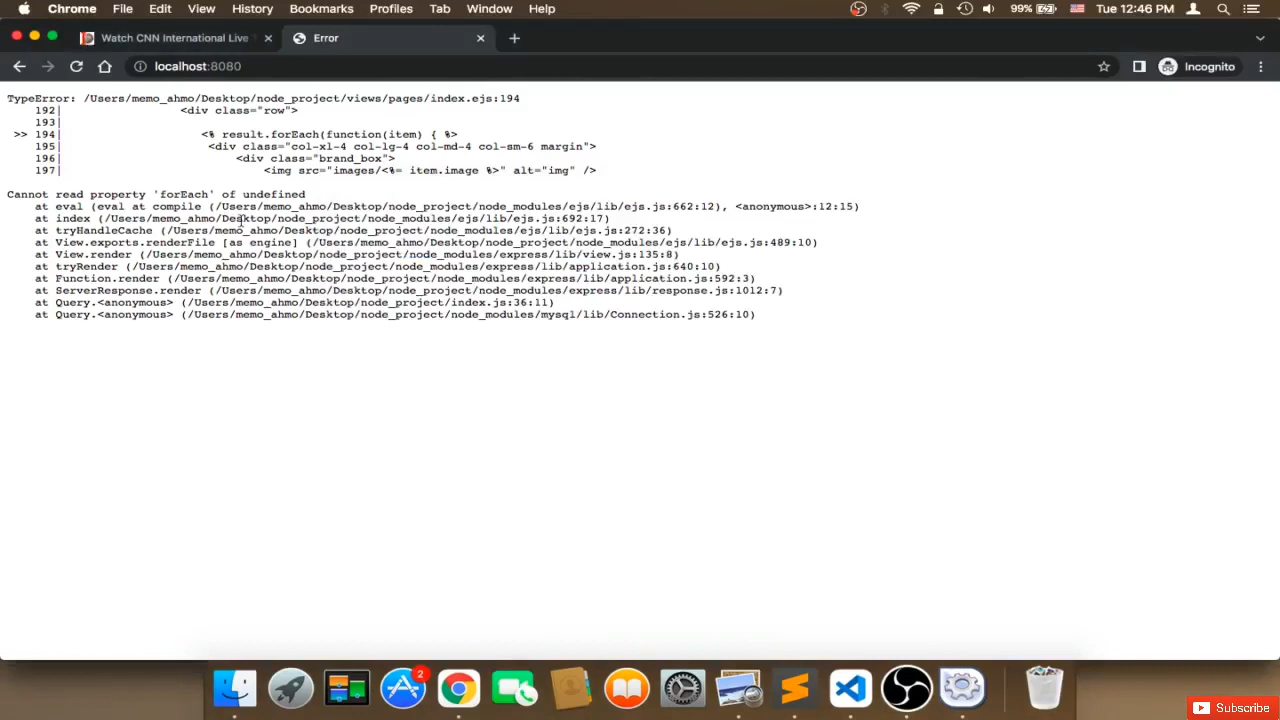 Chrome File Edit View History Bookmarks Profiles Tab Window Help 99% Tue 12:46 PM
Watch CNN International Live Error
localhost:8080 Incognito
TypeError: /Users/memo_ahmo/Desktop/node_project/views/pages/index.ejs:194
192| <div class="row">
193|
>> 194| <% result.forEach(function(item) { %>
195| <div class="col-xl-4 col-lg-4 col-md-4 col-sm-6 margin">
196| <div class="brand_box">
197| <img src="images/<%= item.image %>" alt="img" />
Cannot read property 'forEach' of undefined
at eval (eval at compile (/Users/memo_ahmo/Desktop/node_project/node_modules/ejs/lib/ejs.js:662:12), <anonymous>:12:15)
at index (/Users/memo_ahmo/Desktop/node_project/node_modules/ejs/lib/ejs.js:692:17)
at tryHandleCache (/Users/memo_ahmo/Desktop/node_project/node_modules/ejs/lib/ejs.js:272:36)
at View.exports.renderFile [as engine] (/Users/memo_ahmo/Desktop/node_project/node_modules/ejs/lib/ejs.js:489:10)
at View.render (/Users/memo_ahmo/Desktop/node_project/node_modules/express/lib/view.js:135:8)
at tryRender (/Users/memo_ahmo/Desktop/node_project/node_modules/express/lib/application.js:640:10)
at Function.render (/Users/memo_ahmo/Desktop/node_project/node_modules/express/lib/application.js:592:3)
at ServerResponse.render (/Users/memo_ahmo/Desktop/node_project/node_modules/express/lib/response.js:1012:7)
at Query.<anonymous> (/Users/memo_ahmo/Desktop/node_project/index.js:36:11)
at Query.<anonymous> (/Users/memo_ahmo/Desktop/node_project/node_modules/mysql/lib/Connection.js:526:10)
2
Subscribe